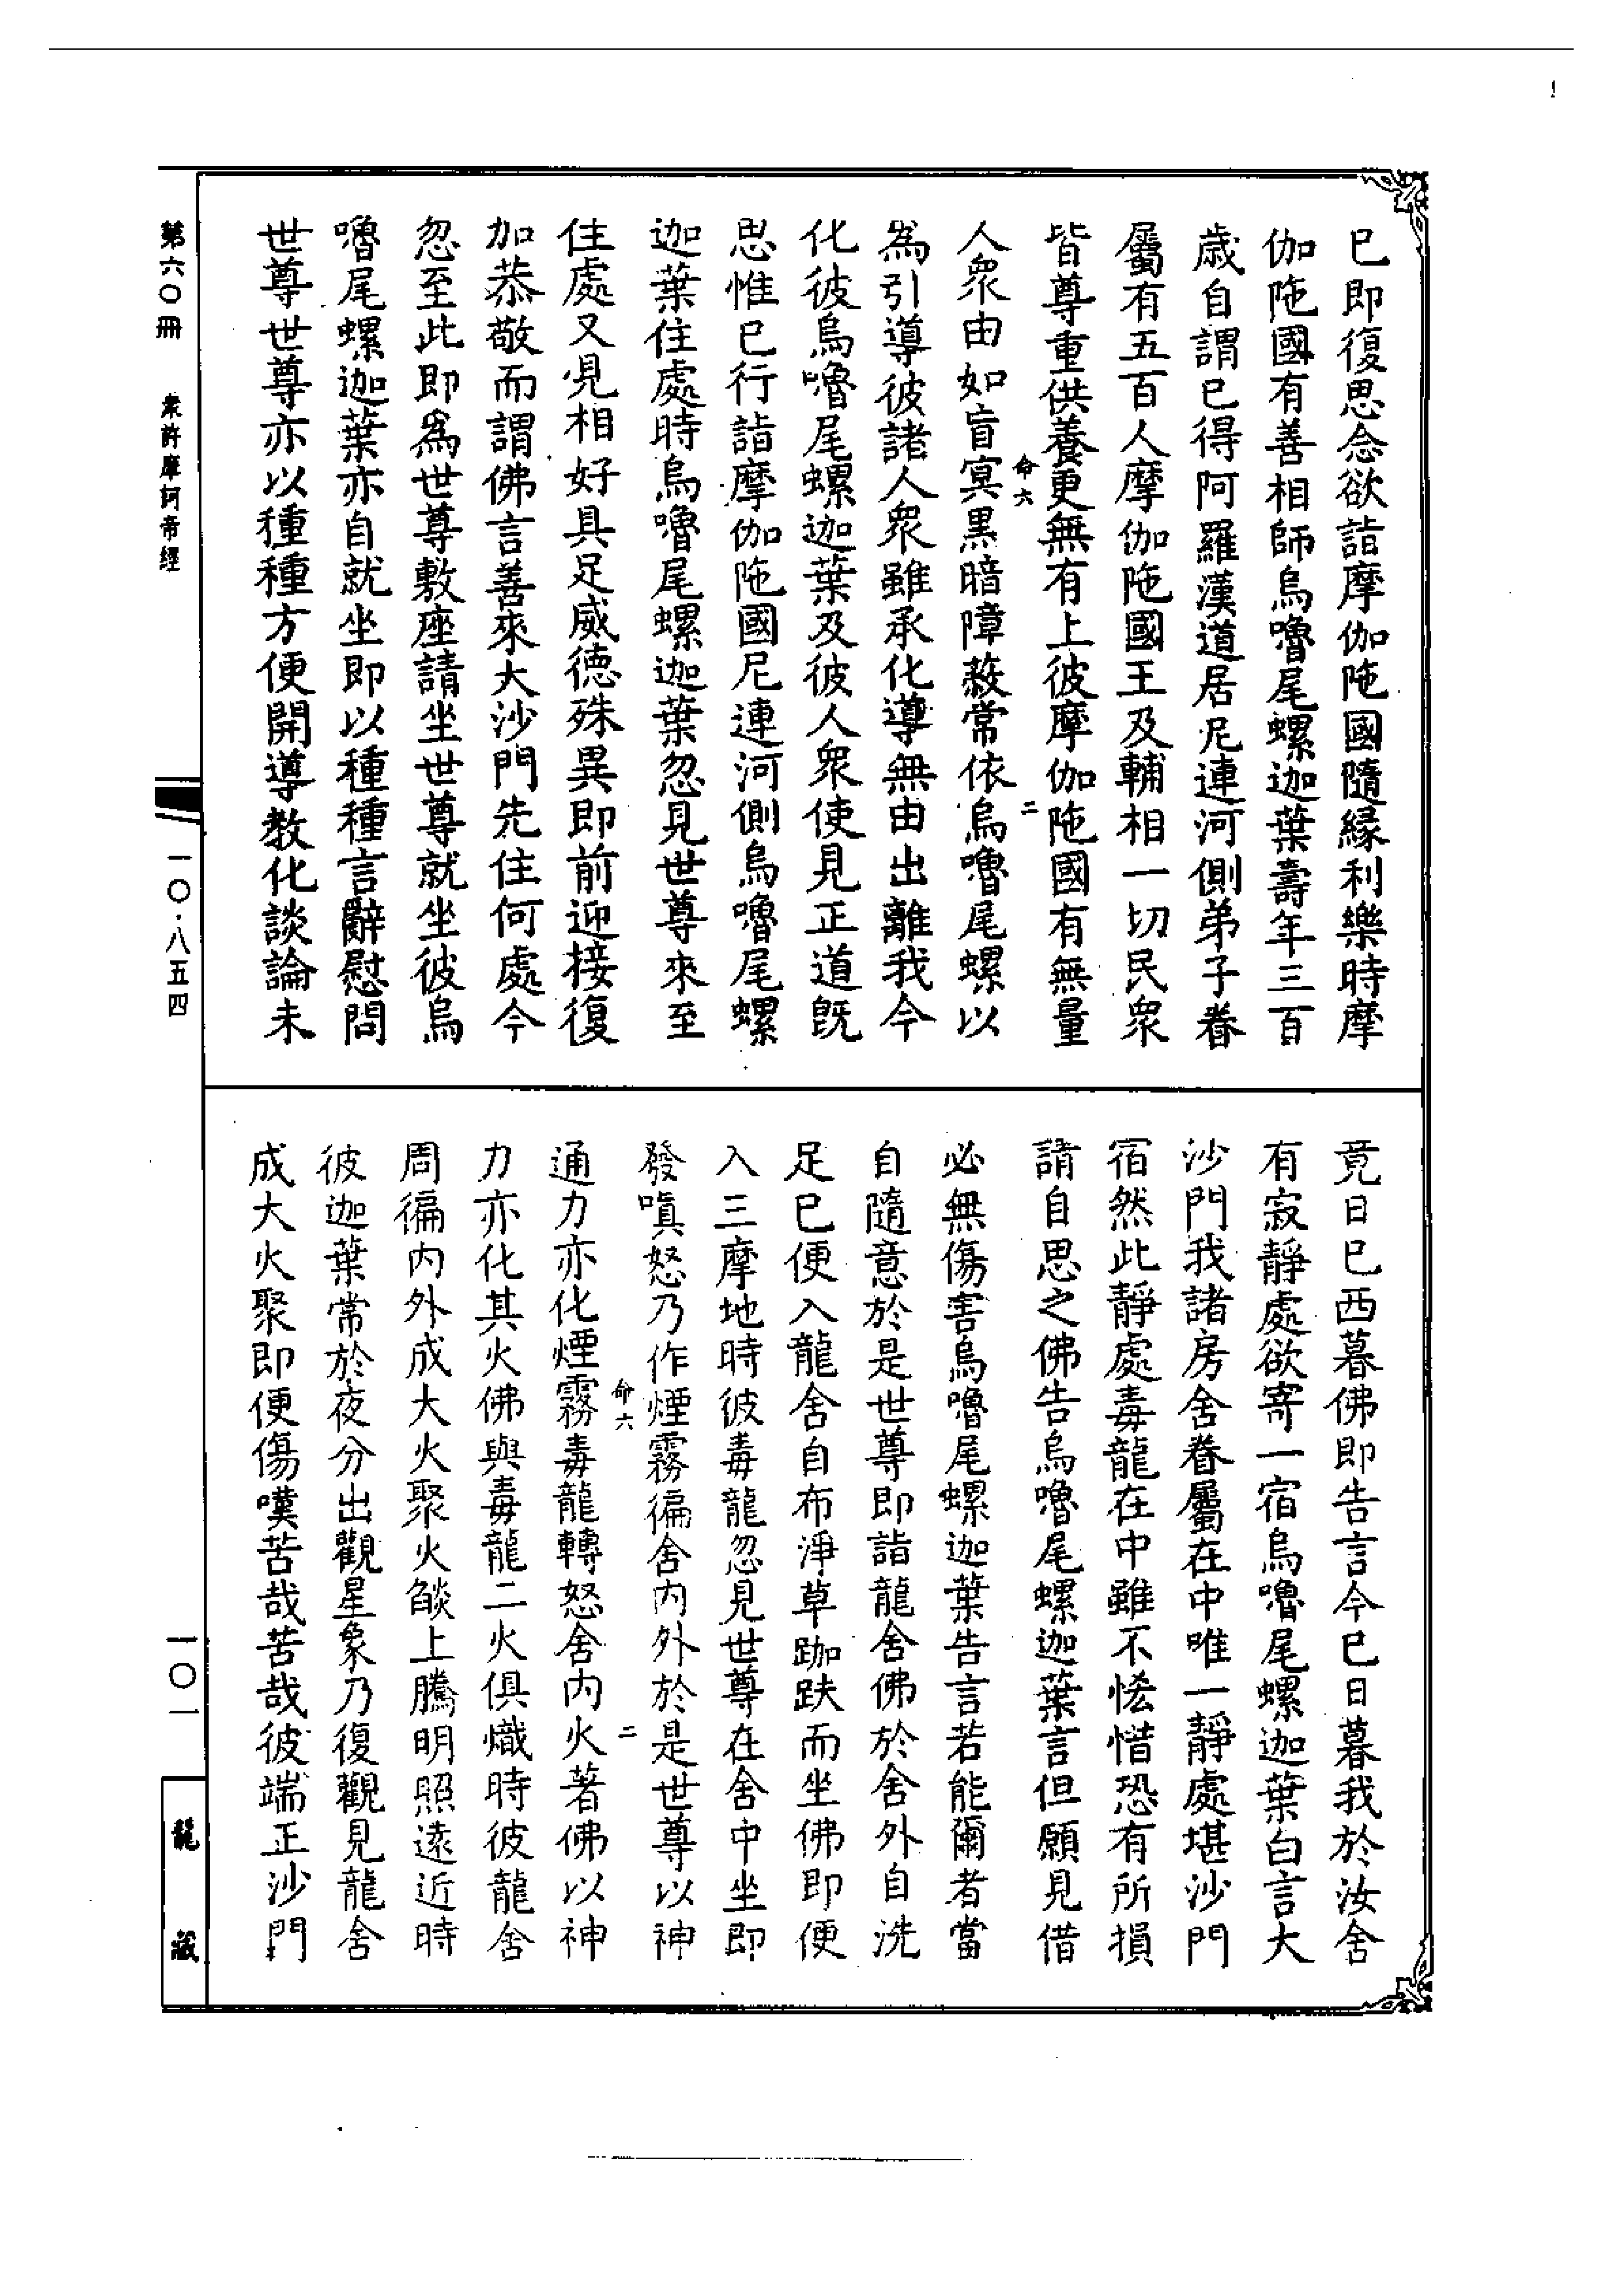 已即復思念欲詣摩伽陁國隨緣利樂時摩
伽陁國有善相師烏嚕尾螺迦葉壽年三百
歲自謂已得阿羅漢道居尼連河側弟子眷
屬有五百人摩伽陁國王及輔相一切民衆
皆尊重供養更無有上彼摩伽陁國有無量
命六
二
人衆由如盲冥黑暗障蔽常依烏嚕尾螺以
爲引導彼諸人衆雖承化導無由出離我今
化彼烏嚕尾螺迦葉及彼人衆使見正道既
思惟已行詣摩伽陁國尼連河側烏嚕尾螺
迦葉住處時烏嚕尾螺迦葉忽見世尊來至
住處又見相好具足威德殊異即前迎接復
加恭敬而謂佛言善來大沙門先住何處今
忽至此即爲世尊敷座請坐世尊就坐彼烏
嚕尾螺迦葉亦自就坐即以種種言辭慰問
世尊世尊亦以種種方便開導教化談論未
竟日已西暮佛即告言今已日暮我於汝舍
有寂靜處欲寄一宿烏嚕尾螺迦葉白言大
沙門我諸房舍眷屬在中唯一靜處堪沙門
宿然此靜處毒龍在中雖不悋惜恐有所損
請自思之佛告烏嚕尾螺迦葉言但願見借
必無傷害烏嚕尾螺迦葉告言若能爾者當
自隨意於是世尊即詣龍舍佛於舍外自洗
足已便入龍舍自布淨草跏趺而坐佛即便
入三摩地時彼毒龍忽見世尊在舍中坐即
發嗔怒乃作煙霧徧舍內外於是世尊以神
命六
二
通力亦化煙霧毒龍轉怒舍內火著佛以神
力亦化其火佛與毒龍二火俱熾時彼龍舍
周徧內外成大火聚火燄上騰明照遠近時
彼迦葉常於夜分出觀星象乃復觀見龍舍
成大火聚即便傷嘆苦哉苦哉彼端正沙門
第六〇冊 衆許摩訶帝經
一〇·八五四
一〇一
龍藏